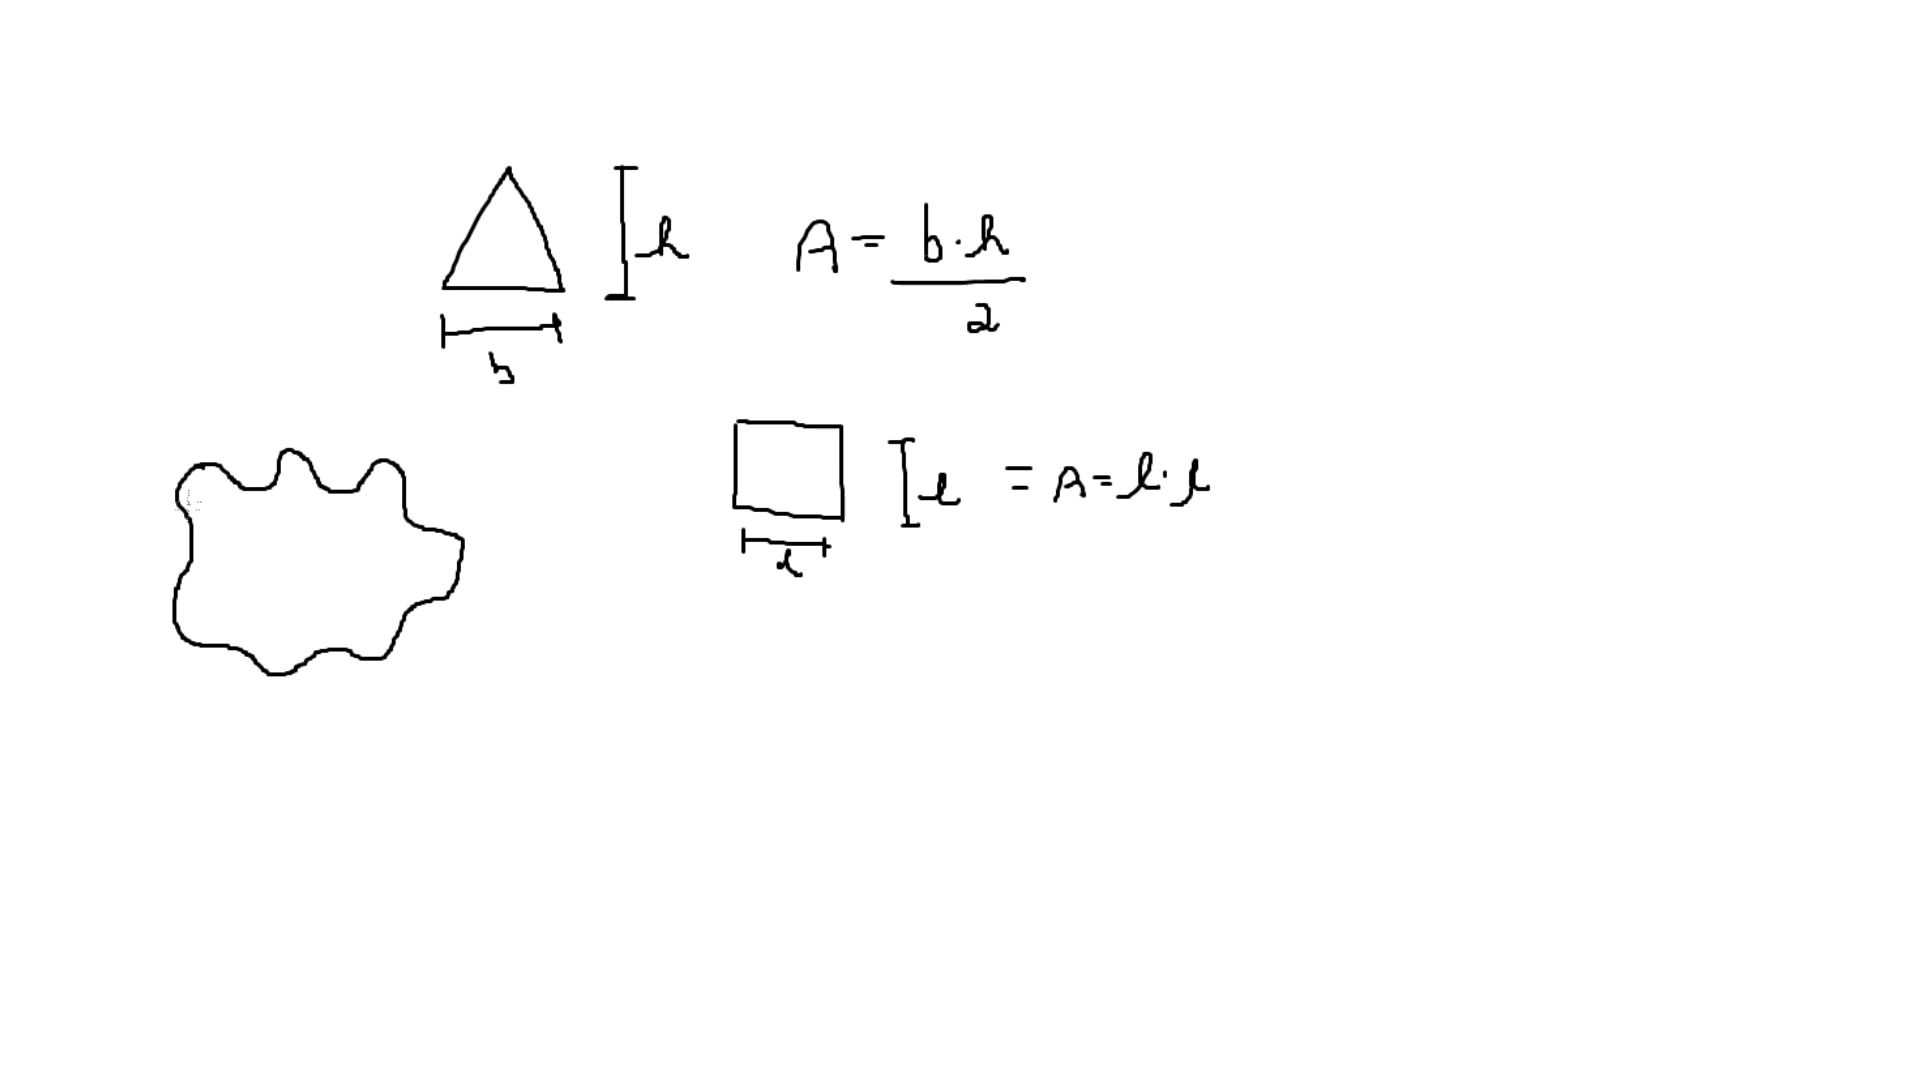 h A = b·h
2
b
l = A = l·l
l